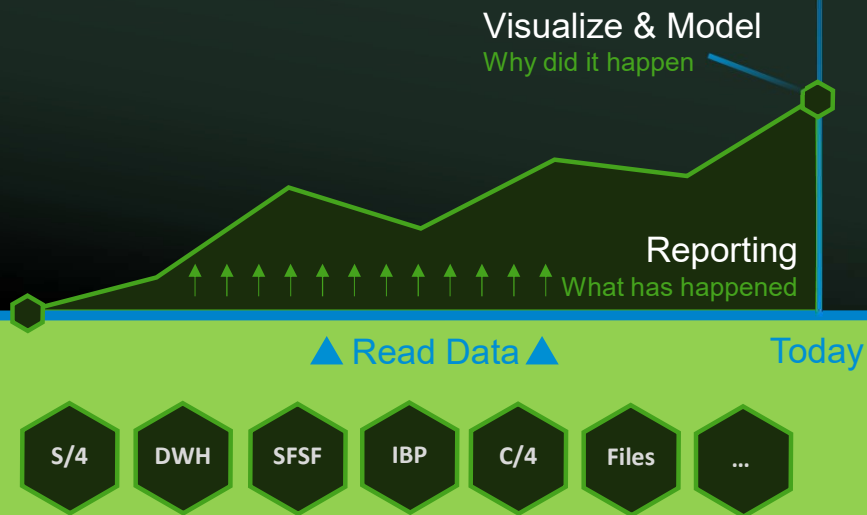 Visualize & Model
Why did it happen
Reporting
What has happened
Read Data
Today
S/4
DWH
SFSF
IBP
C/4
Files
...